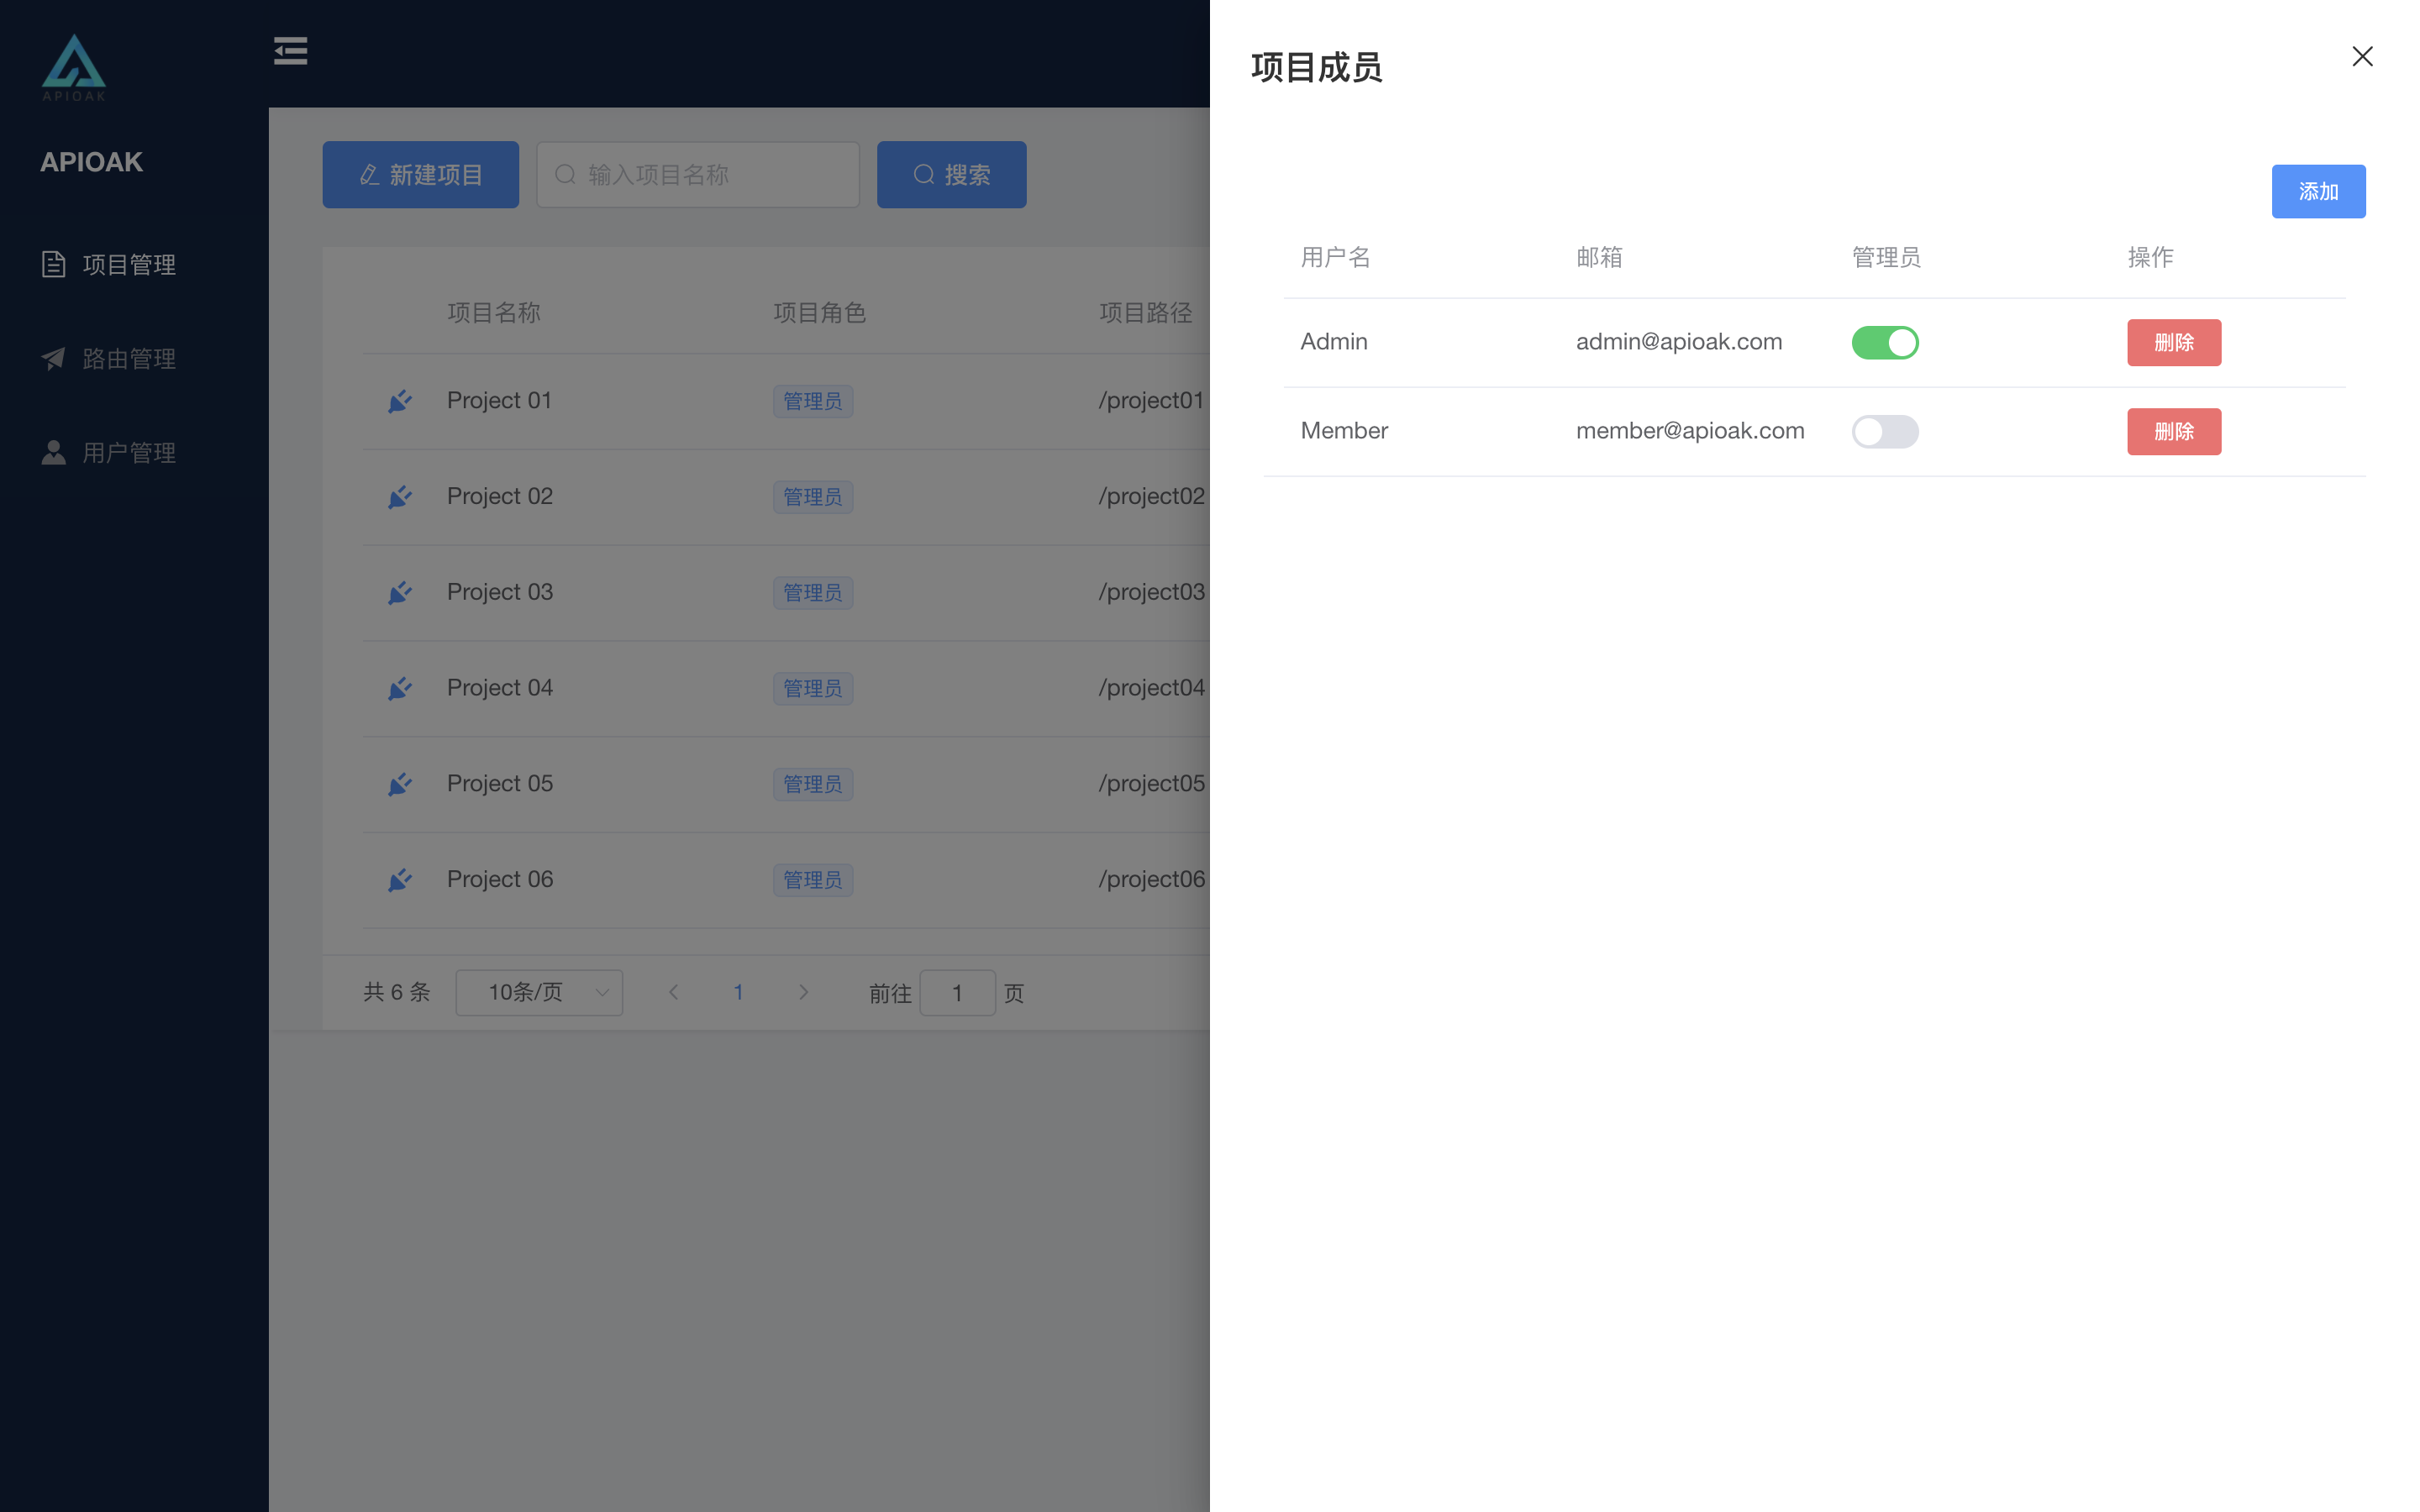 APIOAK
APIOAK
项目管理
路由管理
用户管理
新建项目 输入项目名称 搜索
项目名称 项目角色 项目路径
Project 01 管理员 /project01
Project 02 管理员 /project02
Project 03 管理员 /project03
Project 04 管理员 /project04
Project 05 管理员 /project05
Project 06 管理员 /project06
共 6 条 10条/页 1 前往 1 页
项目成员
添加
用户名 邮箱 管理员 操作
Admin admin@apioak.com 删除
Member member@apioak.com 删除